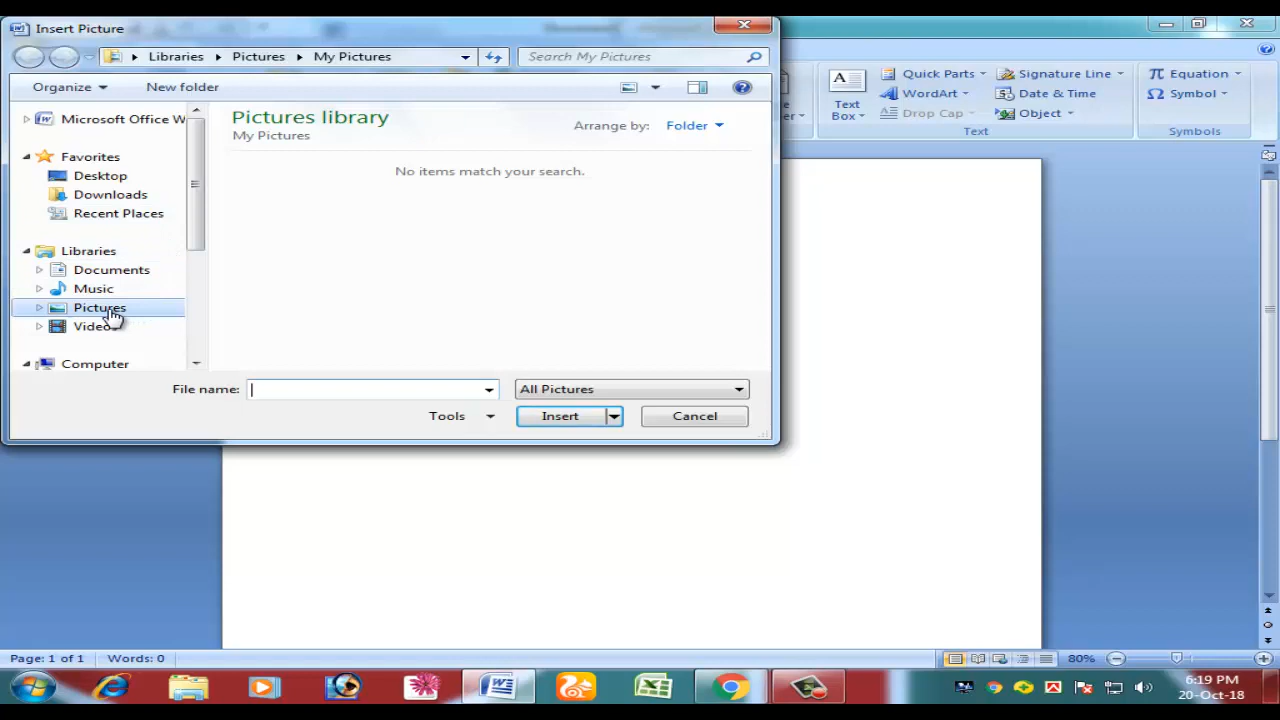 Insert Picture
Libraries Pictures My Pictures Search My Pictures
Organize New folder
Microsoft Office W
Favorites
Desktop
Downloads
Recent Places
Libraries
Documents
Music
Pictures
Videos
Computer
Pictures library
My Pictures
Arrange by: Folder
No items match your search.
File name: All Pictures
Tools Insert Cancel
Text Box
Quick Parts
WordArt
Drop Cap
Signature Line
Date & Time
Object
Text
Equation
Symbol
Symbols
Page: 1 of 1 Words: 0 80%
6:19 PM
20-Oct-18